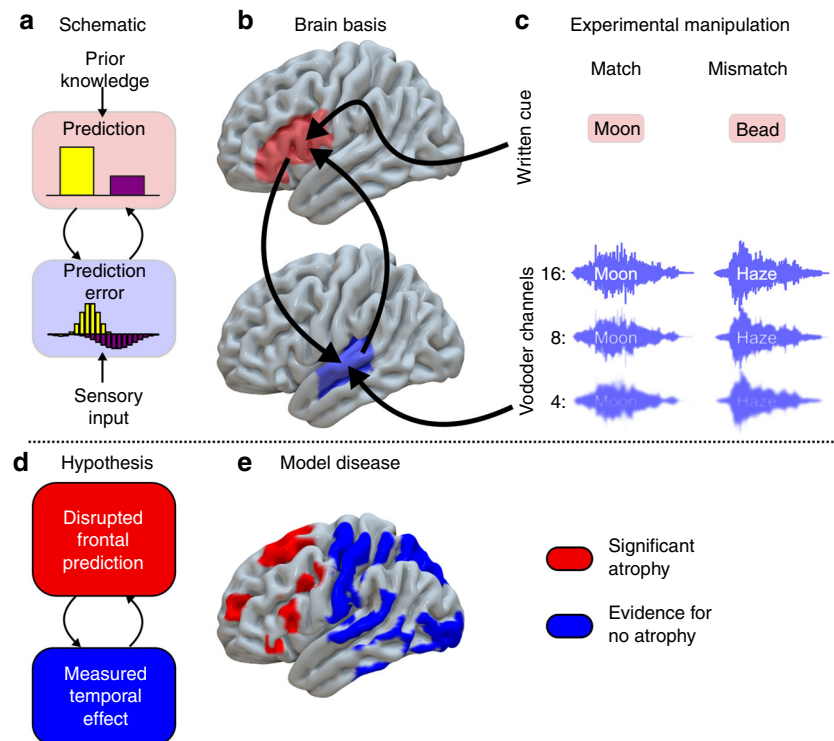 a Schematic
Prior
knowledge
Prediction
Prediction
error
Sensory
input
b Brain basis
c Experimental manipulation
Match Mismatch
Written cue
Moon Bead
Vododer channels
16: Moon Haze
8: Moon Haze
4: Moon Haze
d Hypothesis
Disrupted
frontal
prediction
Measured
temporal
effect
e Model disease
Significant
atrophy
Evidence for
no atrophy